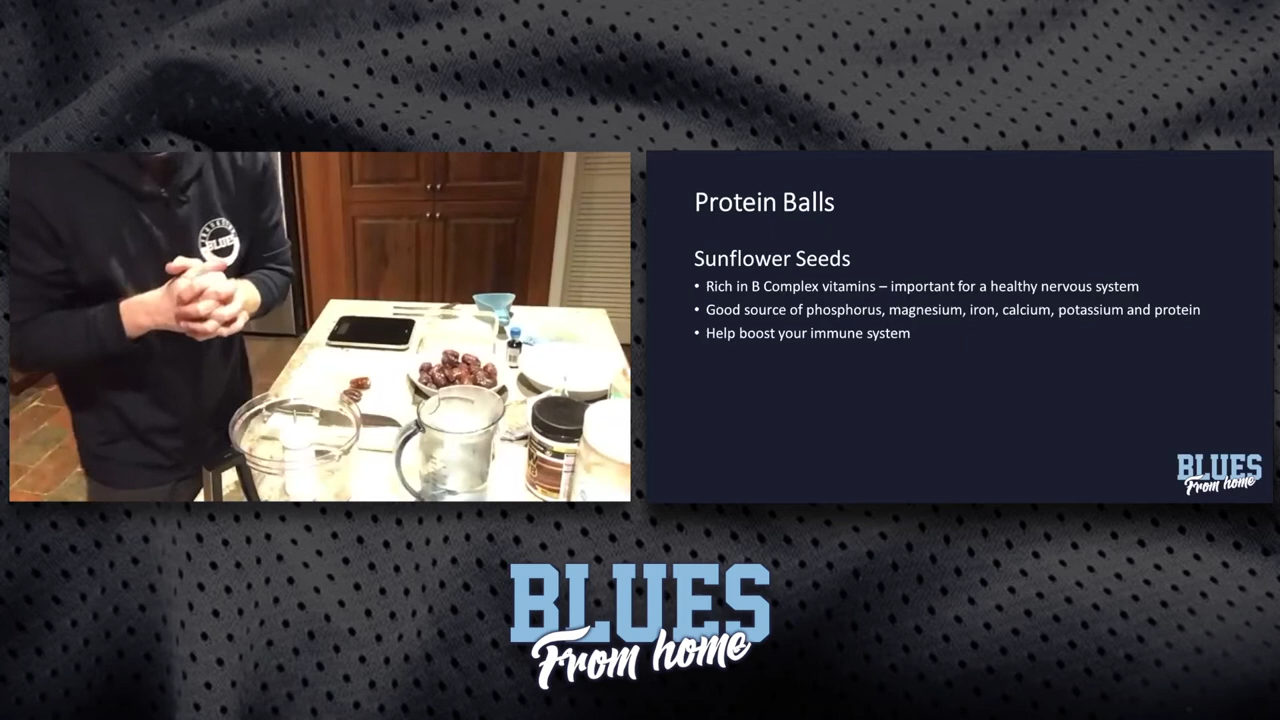 BLUES
Protein Balls
Sunflower Seeds
• Rich in B Complex vitamins – important for a healthy nervous system
• Good source of phosphorus, magnesium, iron, calcium, potassium and protein
• Help boost your immune system
BLUES
From home
BLUES
From home